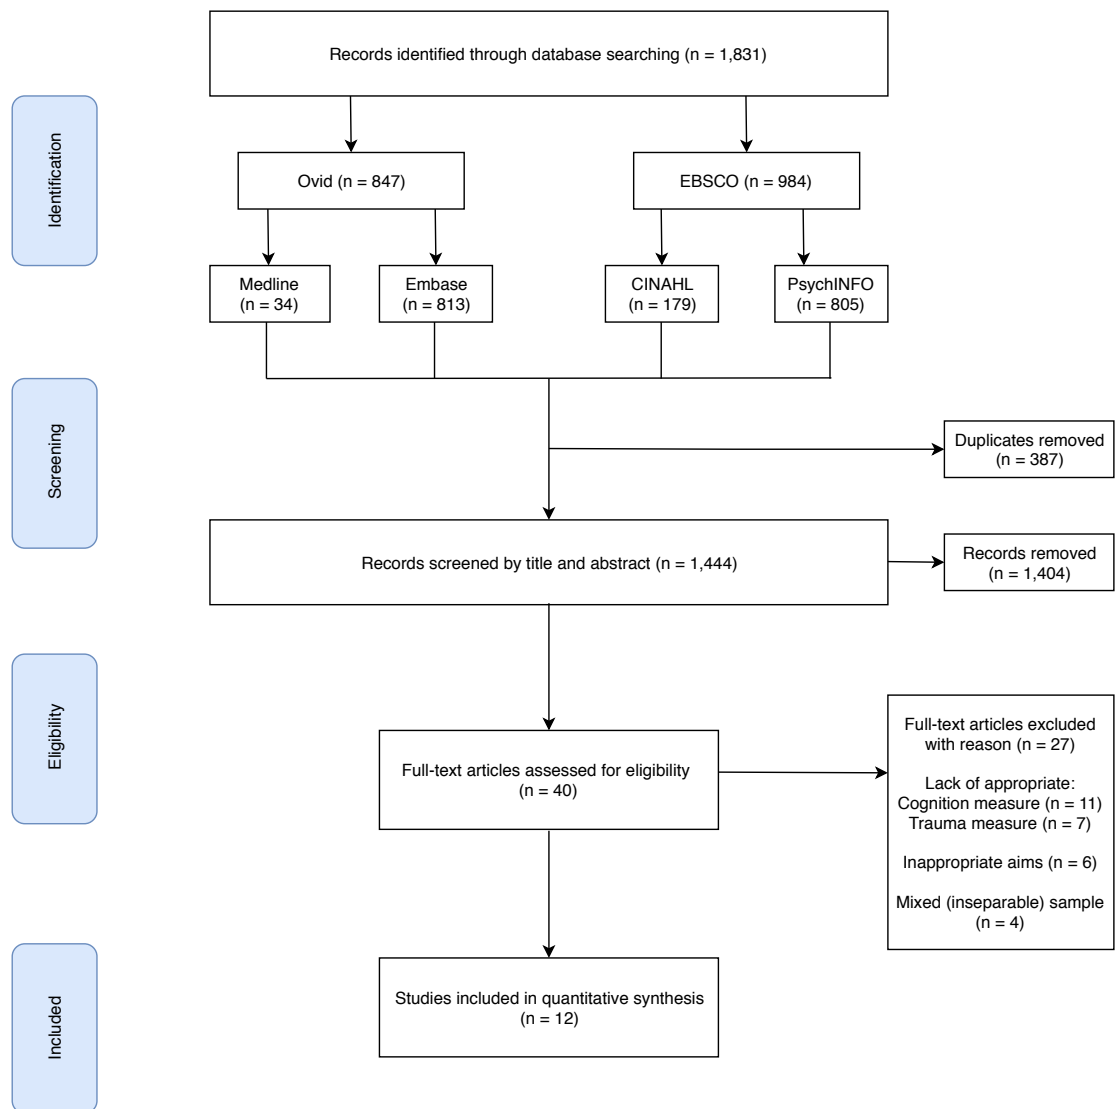 Records identified through database searching (n = 1,831)
Identification
Ovid (n = 847)
EBSCO (n = 984)
Medline
(n = 34)
Embase
(n = 813)
CINAHL
(n = 179)
PsychINFO
(n = 805)
Screening
Duplicates removed
(n = 387)
Records screened by title and abstract (n = 1,444)
Records removed
(n = 1,404)
Eligibility
Full-text articles assessed for eligibility
(n = 40)
Full-text articles excluded
with reason (n = 27)
Lack of appropriate:
Cognition measure (n = 11)
Trauma measure (n = 7)
Inappropriate aims (n = 6)
Mixed (inseparable) sample
(n = 4)
Included
Studies included in quantitative synthesis
(n = 12)